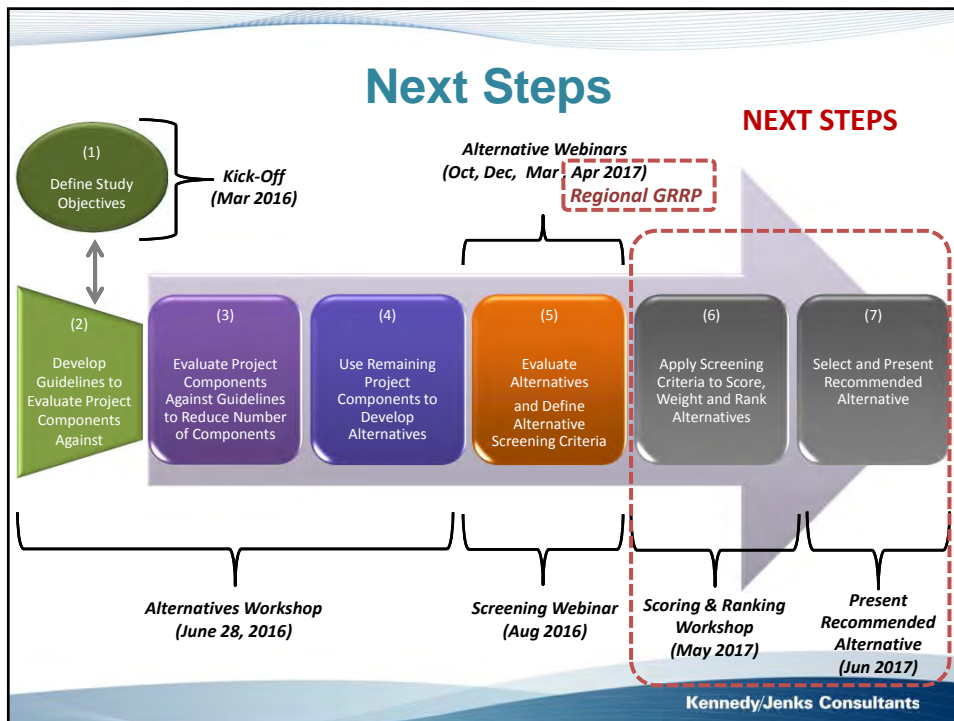 Next Steps
NEXT STEPS
(1)
Define Study
Objectives
Kick-Off
(Mar 2016)
Alternative Webinars
(Oct, Dec, Mar Apr 2017)
Regional GRRP
(2)
Develop
Guidelines to
Evaluate Project
Components
Against
(3)
Evaluate Project
Components
Against Guidelines
to Reduce Number
of Components
(4)
Use Remaining
Project
Components to
Develop
Alternatives
(5)
Evaluate
Alternatives
and Define
Alternative
Screening Criteria
(6)
Apply Screening
Criteria to Score,
Weight and Rank
Alternatives
(7)
Select and Present
Recommended
Alternative
Alternatives Workshop
(June 28, 2016)
Screening Webinar
(Aug 2016)
Scoring & Ranking
Workshop
(May 2017)
Present
Recommended
Alternative
(Jun 2017)
Kennedy/Jenks Consultants